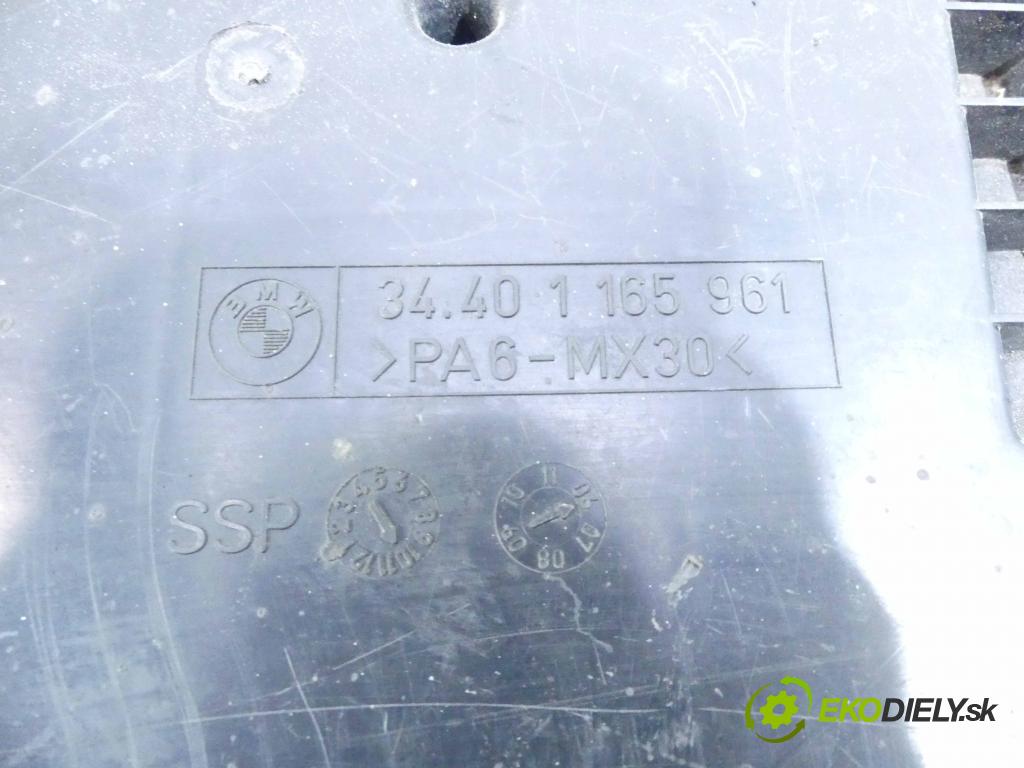 BMW
34.40 1 165 961
>PA6-MX30<
SSP
EKODIELY.sk